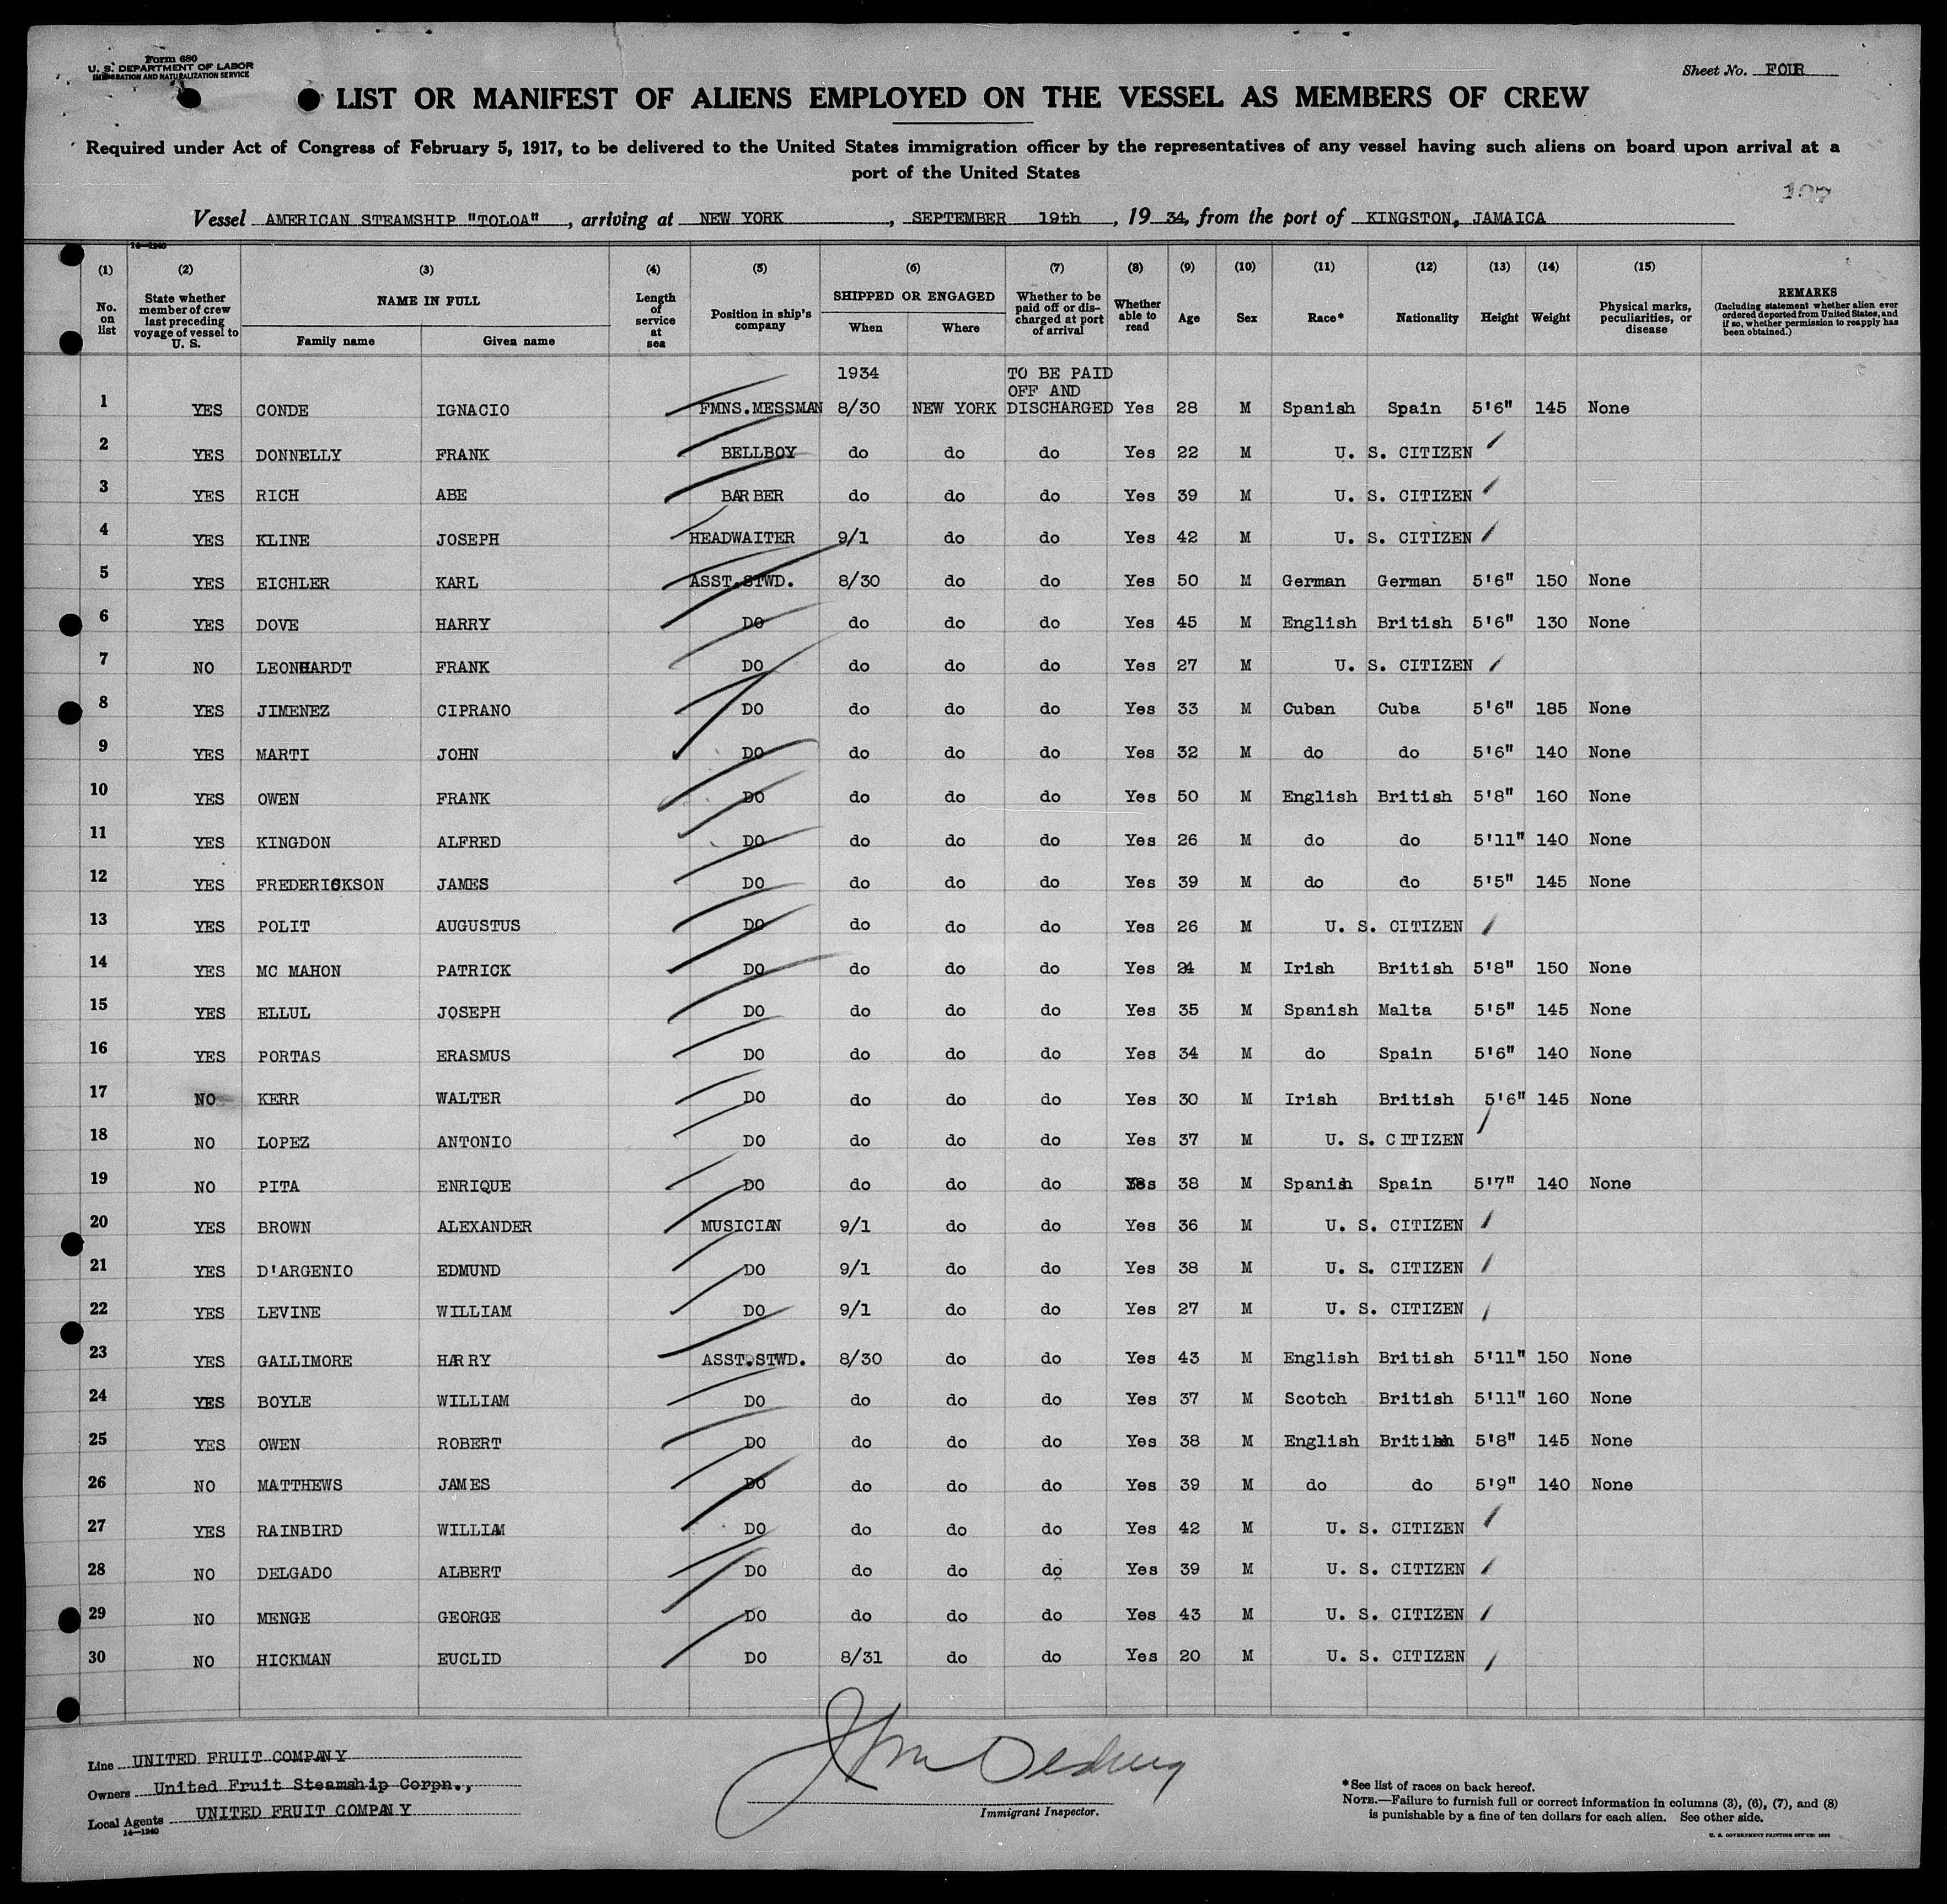 Form 680
U. S. DEPARTMENT OF LABOR
IMMIGRATION AND NATURALIZATION SERVICE
Sheet No. FOUR
LIST OR MANIFEST OF ALIENS EMPLOYED ON THE VESSEL AS MEMBERS OF CREW
Required under Act of Congress of February 5, 1917, to be delivered to the United States immigration officer by the representatives of any vessel having such aliens on board upon arrival at a
port of the United States
Vessel AMERICAN STEAMSHIP "TOLOA", arriving at NEW YORK, SEPTEMBER 19th, 19 34, from the port of KINGSTON, JAMAICA
14—1240
(1) (2) (3) (4) (5) (6) (7) (8) (9) (10) (11) (12) (13) (14) (15)
No. on list State whether member of crew last preceding voyage of vessel to U. S. NAME IN FULL Family name Given name Length of service at sea Position in ship's company SHIPPED OR ENGAGED When Where Whether to be paid off or discharged at port of arrival Whether able to read Age Sex Race* Nationality Height Weight Physical marks, peculiarities, or disease REMARKS (Including statement whether alien ever ordered deported from United States, and if so, whether permission to reapply has been obtained.)
1934 TO BE PAID
OFF AND
1 YES CONDE IGNACIO FMNS.MESSMAN 8/30 NEW YORK DISCHARGED Yes 28 M Spanish Spain 5'6" 145 None
2 YES DONNELLY FRANK BELLBOY do do do Yes 22 M U. S. CITIZEN
3 YES RICH ABE BARBER do do do Yes 39 M U. S. CITIZEN
4 YES KLINE JOSEPH HEADWAITER 9/1 do do Yes 42 M U. S. CITIZEN
5 YES EICHLER KARL ASST.STWD. 8/30 do do Yes 50 M German German 5'6" 150 None
6 YES DOVE HARRY DO do do do Yes 45 M English British 5'6" 130 None
7 NO LEONHARDT FRANK DO do do do Yes 27 M U. S. CITIZEN
8 YES JIMENEZ CIPRANO DO do do do Yes 33 M Cuban Cuba 5'6" 185 None
9 YES MARTI JOHN DO do do do Yes 32 M do do 5'6" 140 None
10 YES OWEN FRANK DO do do do Yes 50 M English British 5'8" 160 None
11 YES KINGDON ALFRED DO do do do Yes 26 M do do 5'11" 140 None
12 YES FREDERICKSON JAMES DO do do do Yes 39 M do do 5'5" 145 None
13 YES POLIT AUGUSTUS DO do do do Yes 26 M U. S. CITIZEN
14 YES MC MAHON PATRICK DO do do do Yes 24 M Irish British 5'8" 150 None
15 YES ELLUL JOSEPH DO do do do Yes 35 M Spanish Malta 5'5" 145 None
16 YES PORTAS ERASMUS DO do do do Yes 34 M do Spain 5'6" 140 None
17 NO KERR WALTER DO do do do Yes 30 M Irish British 5'6" 145 None
18 NO LOPEZ ANTONIO DO do do do Yes 37 M U. S. CITIZEN
19 NO PITA ENRIQUE DO do do do Yes 38 M Spanish Spain 5'7" 140 None
20 YES BROWN ALEXANDER MUSICIAN 9/1 do do Yes 36 M U. S. CITIZEN
21 YES D'ARGENIO EDMUND DO 9/1 do do Yes 38 M U. S. CITIZEN
22 YES LEVINE WILLIAM DO 9/1 do do Yes 27 M U. S. CITIZEN
23 YES GALLIMORE HARRY ASST.STWD. 8/30 do do Yes 43 M English British 5'11" 150 None
24 YES BOYLE WILLIAM DO do do do Yes 37 M Scotch British 5'11" 160 None
25 YES OWEN ROBERT DO do do do Yes 38 M English British 5'8" 145 None
26 NO MATTHEWS JAMES DO do do do Yes 39 M do do 5'9" 140 None
27 YES RAINBIRD WILLIAM DO do do do Yes 42 M U. S. CITIZEN
28 NO DELGADO ALBERT DO do do do Yes 39 M U. S. CITIZEN
29 NO MENGE GEORGE DO do do do Yes 43 M U. S. CITIZEN
30 NO HICKMAN EUCLID DO 8/31 do do Yes 20 M U. S. CITIZEN
Line UNITED FRUIT COMPANY
Owners United Fruit Steamship Corpn.,
Local Agents UNITED FRUIT COMPANY
14—1240
Immigrant Inspector.
*See list of races on back hereof.
NOTE.—Failure to furnish full or correct information in columns (3), (6), (7), and (8)
is punishable by a fine of ten dollars for each alien. See other side.